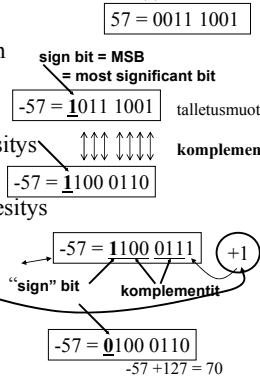 57 = 0011 1001
sign bit = MSB
= most significant bit
-57 = 1011 1001
talletusmuot
komplemen
-57 = 1100 0110
esitys
-57 = 1100 0111
+1
“sign” bit
komplementit
-57 = 0100 0110
-57 +127 = 70